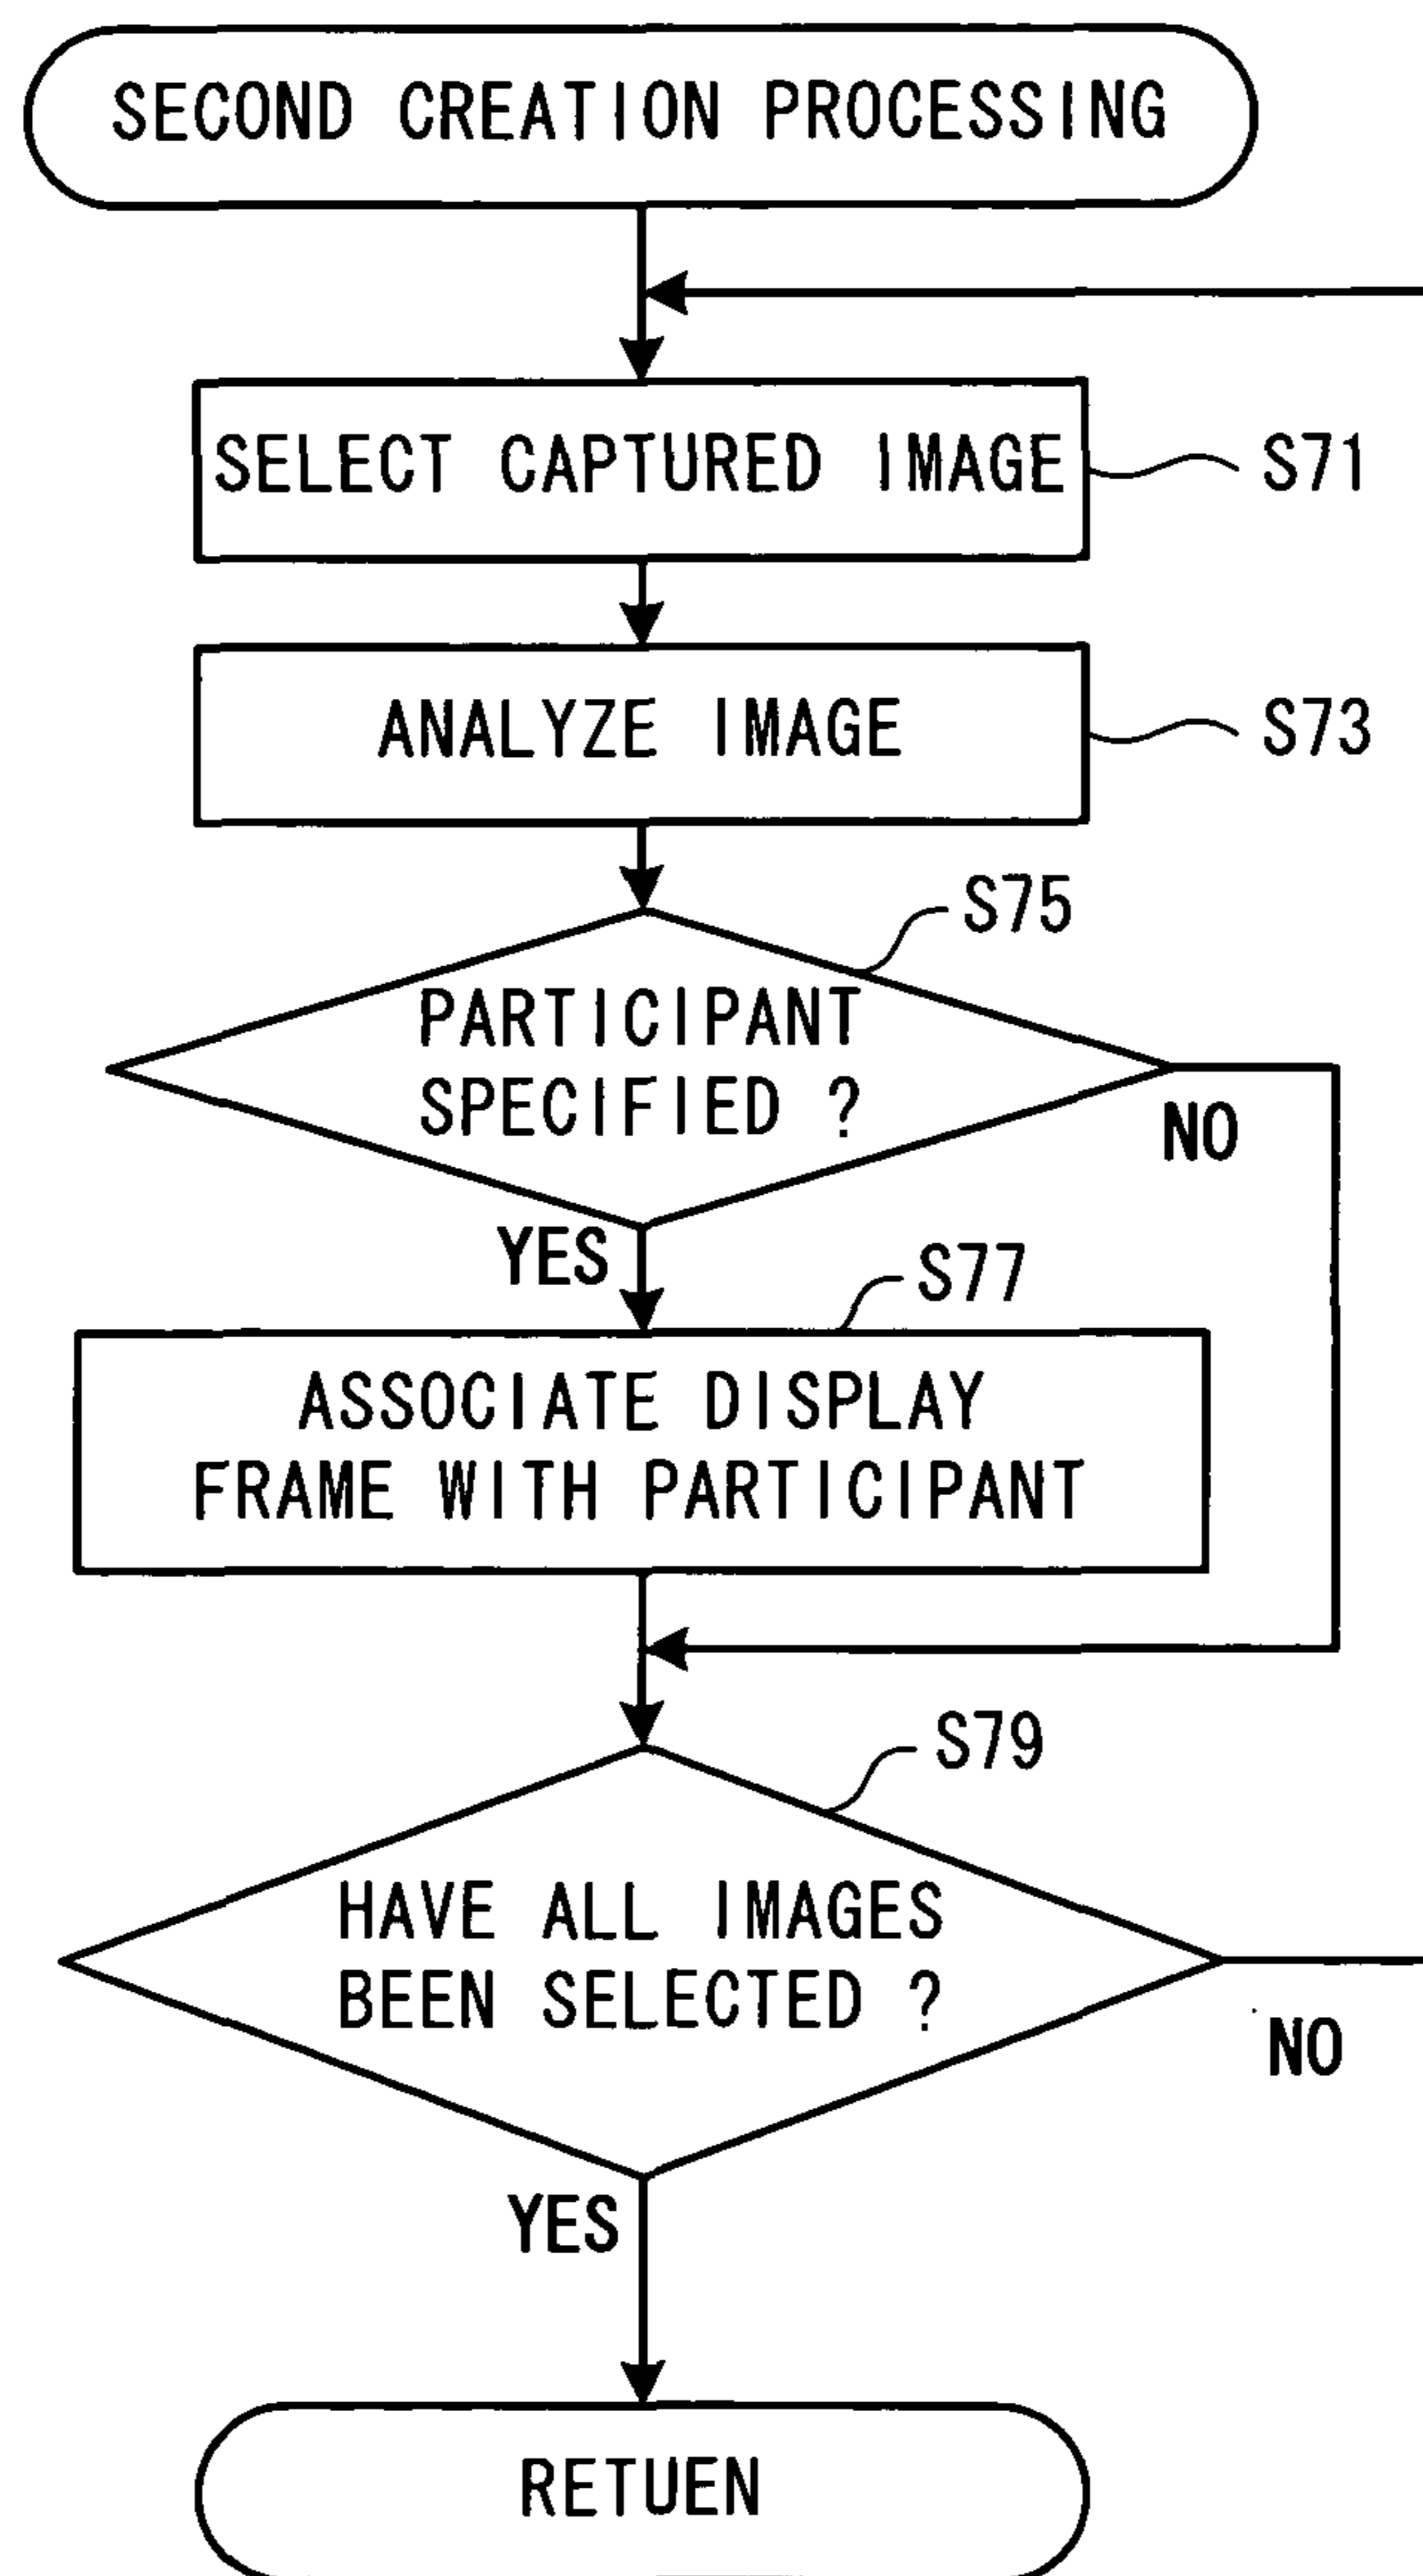 SECOND CREATION PROCESSING
SELECT CAPTURED IMAGE
S71
ANALYZE IMAGE
S73
S75
PARTICIPANT
SPECIFIED ?
NO
YES
S77
ASSOCIATE DISPLAY
FRAME WITH PARTICIPANT
S79
HAVE ALL IMAGES
BEEN SELECTED ?
NO
YES
RETUEN